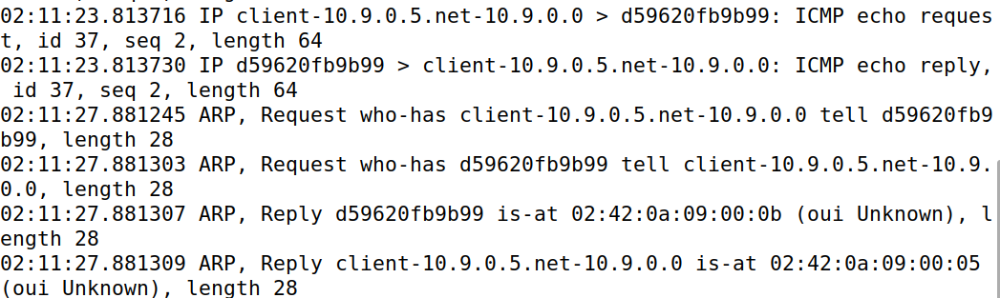 02:11:23.813716 IP client-10.9.0.5.net-10.9.0.0 > d59620fb9b99: ICMP echo reques
t, id 37, seq 2, length 64
02:11:23.813730 IP d59620fb9b99 > client-10.9.0.5.net-10.9.0.0: ICMP echo reply,
 id 37, seq 2, length 64
02:11:27.881245 ARP, Request who-has client-10.9.0.5.net-10.9.0.0 tell d59620fb9
b99, length 28
02:11:27.881303 ARP, Request who-has d59620fb9b99 tell client-10.9.0.5.net-10.9.
0.0, length 28
02:11:27.881307 ARP, Reply d59620fb9b99 is-at 02:42:0a:09:00:0b (oui Unknown), l
ength 28
02:11:27.881309 ARP, Reply client-10.9.0.5.net-10.9.0.0 is-at 02:42:0a:09:00:05
(oui Unknown), length 28